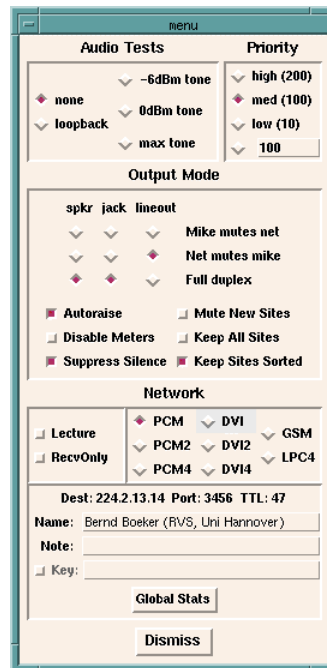 menu
Audio Tests Priority
-6dBm tone high (200)
none med (100)
0dBm tone
loopback low (10)
max tone 100
Output Mode
spkr jack lineout
Mike mutes net
Net mutes mike
Full duplex
Autoraise Mute New Sites
Disable Meters Keep All Sites
Suppress Silence Keep Sites Sorted
Network
PCM DVI
Lecture GSM
PCM2 DVI2
RecvOnly LPC4
PCM4 DVI4
Dest: 224.2.13.14 Port: 3456 TTL: 47
Name: Bernd Boeker (RVS, Uni Hannover)
Note:
Key:
Global Stats
Dismiss